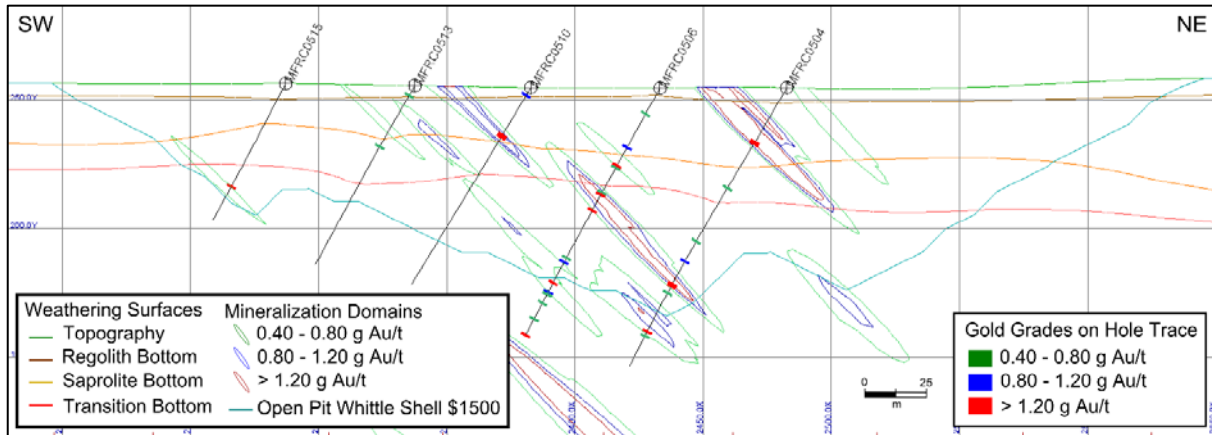 SW
NE
MFRC0515
MFRC0513
MFRC0510
MFRC0506
MFRC0504
200.0Y
Weathering Surfaces
Topography
Regolith Bottom
Saprolite Bottom
Transition Bottom
Mineralization Domains
0.40 - 0.80 g Au/t
0.80 - 1.20 g Au/t
> 1.20 g Au/t
Open Pit Whittle Shell $1500
0 25
m
Gold Grades on Hole Trace
0.40 - 0.80 g Au/t
0.80 - 1.20 g Au/t
> 1.20 g Au/t
2450.0X
2500.0X